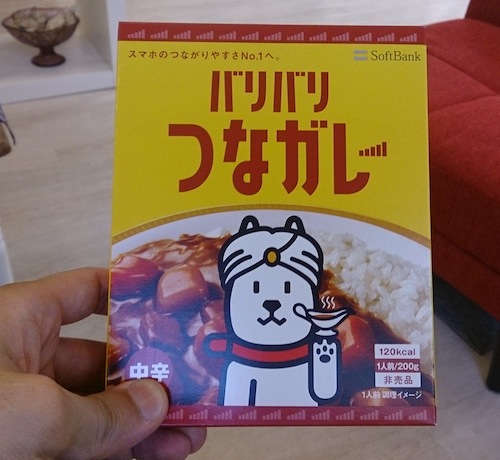 スマホのつながりやすさNo.1へ。
SoftBank
バリバリ
つながレ
中辛
120kcal
1人前/200g
非売品
1人前 調理イメージ